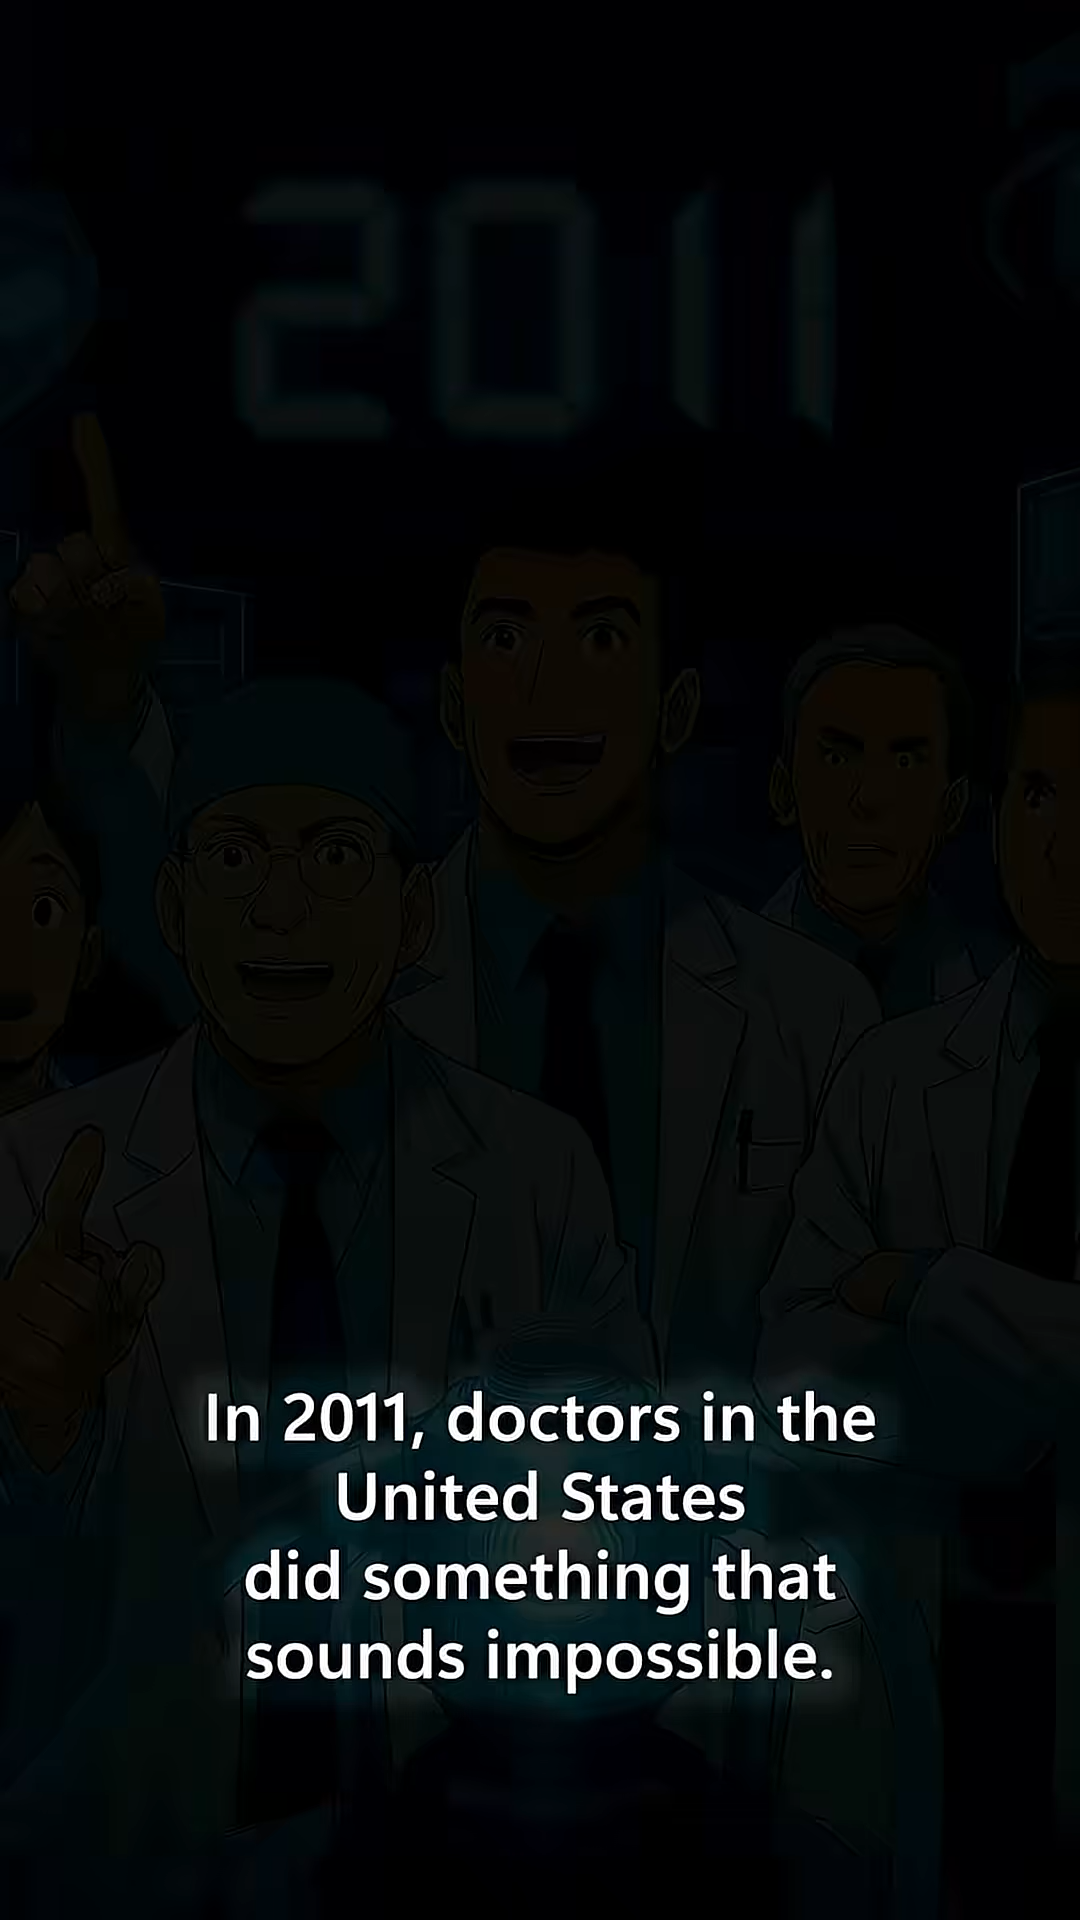 2011
In 2011, doctors in the
United States
did something that
sounds impossible.